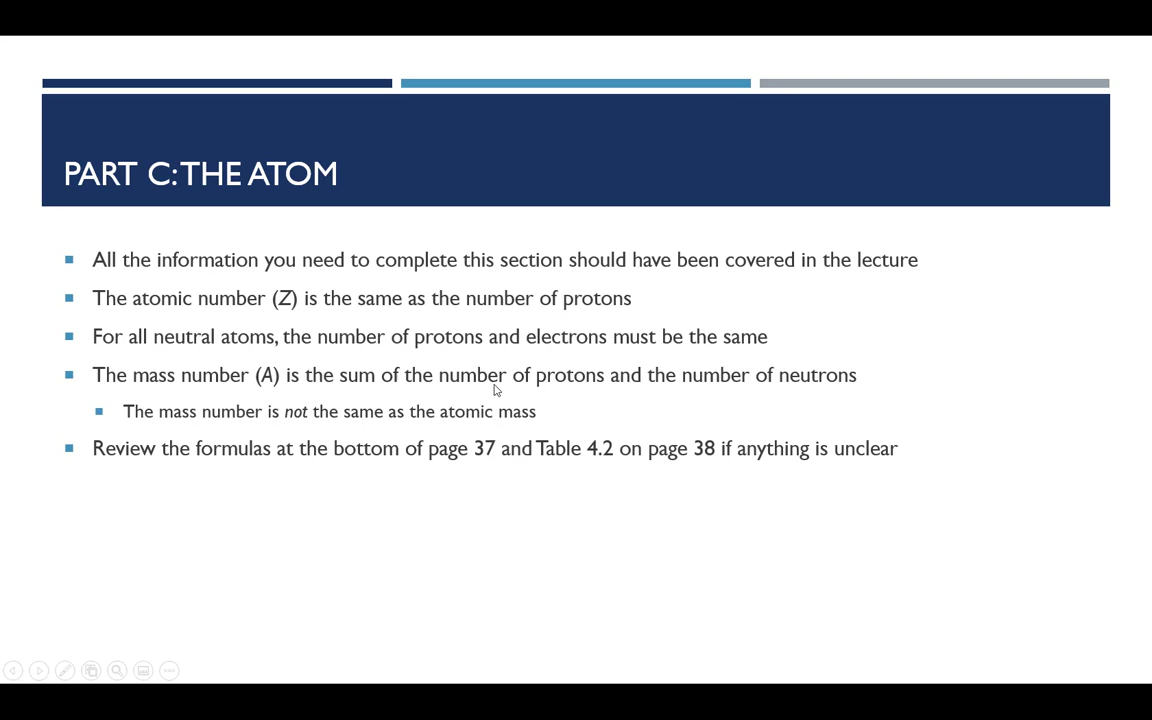 PART C: THE ATOM
All the information you need to complete this section should have been covered in the lecture
The atomic number (Z) is the same as the number of protons
For all neutral atoms, the number of protons and electrons must be the same
The mass number (A) is the sum of the number of protons and the number of neutrons
The mass number is not the same as the atomic mass
Review the formulas at the bottom of page 37 and Table 4.2 on page 38 if anything is unclear